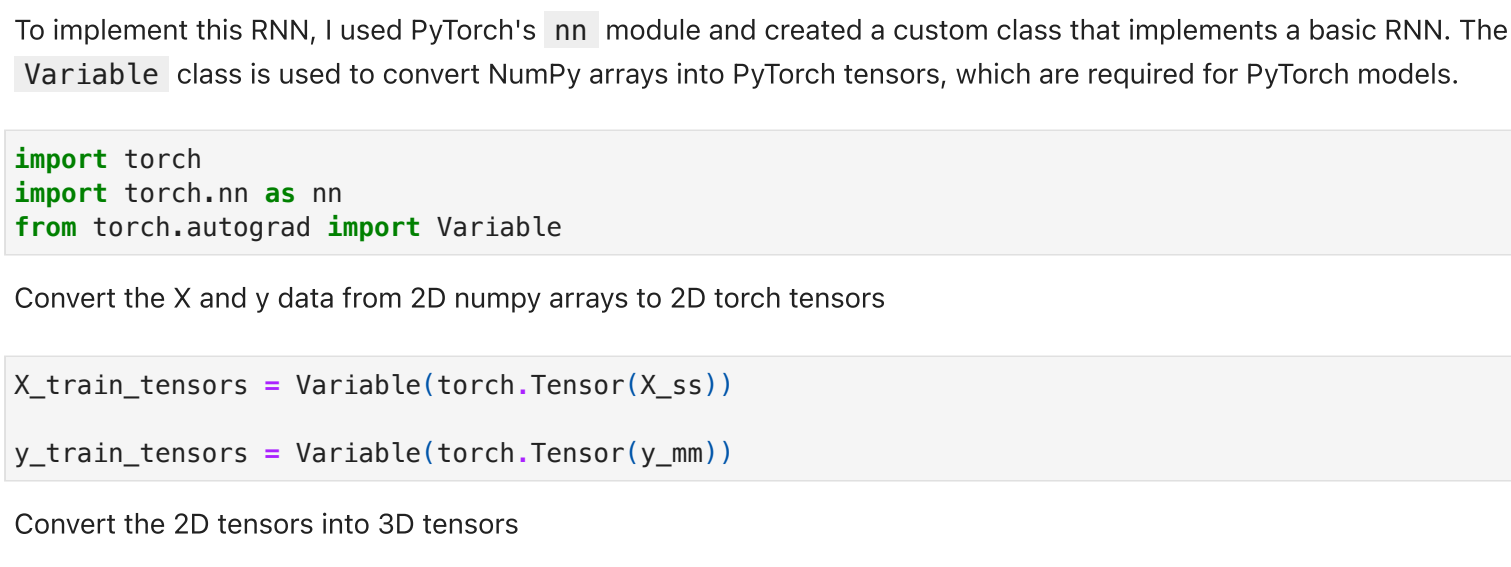 To implement this RNN, I used PyTorch's nn module and created a custom class that implements a basic RNN. The
Variable class is used to convert NumPy arrays into PyTorch tensors, which are required for PyTorch models.
import torch
import torch.nn as nn
from torch.autograd import Variable
Convert the X and y data from 2D numpy arrays to 2D torch tensors
X_train_tensors = Variable(torch.Tensor(X_ss))
y_train_tensors = Variable(torch.Tensor(y_mm))
Convert the 2D tensors into 3D tensors